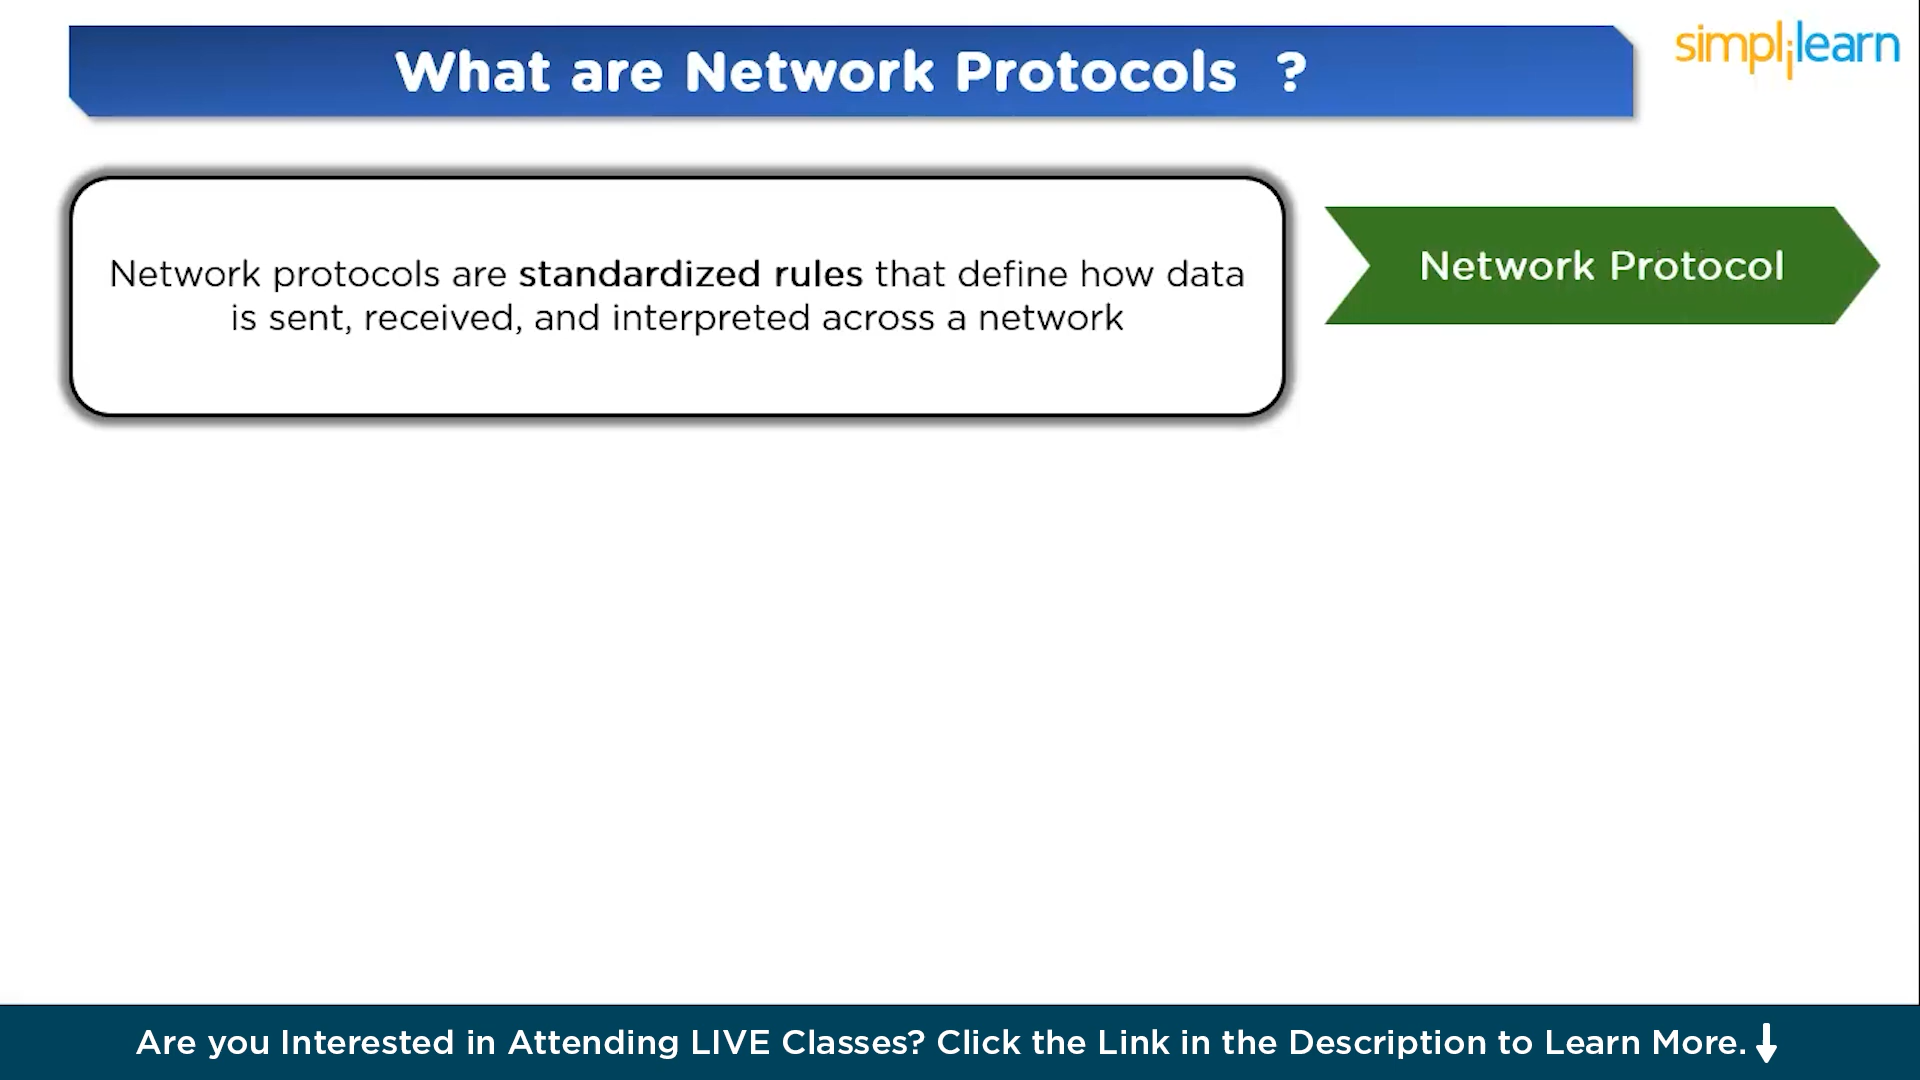 What are Network Protocols ?
simplilearn
Network protocols are standardized rules that define how data
is sent, received, and interpreted across a network
Network Protocol
Are you Interested in Attending LIVE Classes? Click the Link in the Description to Learn More.